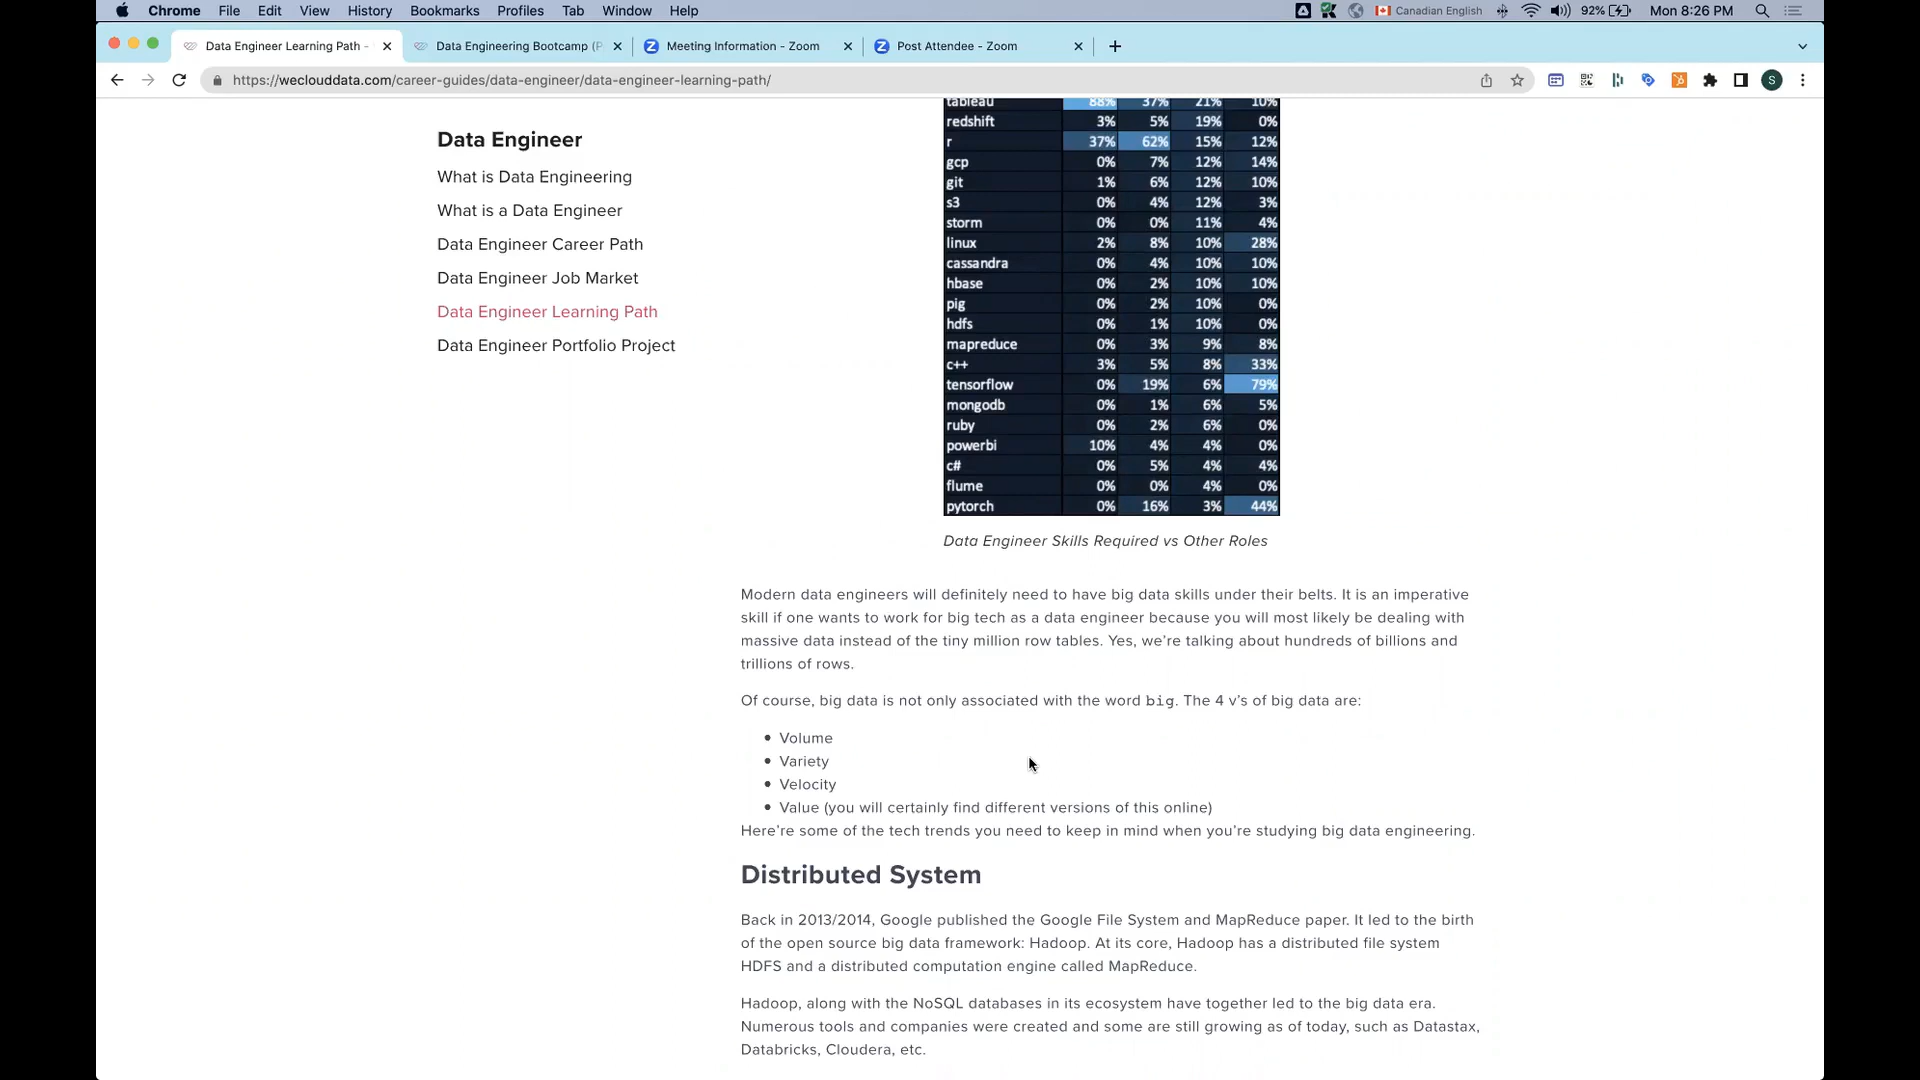 Chrome File Edit View History Bookmarks Profiles Tab Window Help Canadian English 92% Mon 8:26 PM
Data Engineer Learning Path - Data Engineering Bootcamp (P Meeting Information - Zoom Post Attendee - Zoom
https://weclouddata.com/career-guides/data-engineer/data-engineer-learning-path/ S
Data Engineer
What is Data Engineering
What is a Data Engineer
Data Engineer Career Path
Data Engineer Job Market
Data Engineer Learning Path
Data Engineer Portfolio Project
tableau 88% 37% 21% 10%
redshift 3% 5% 19% 0%
r 37% 62% 15% 12%
gcp 0% 7% 12% 14%
git 1% 6% 12% 10%
s3 0% 4% 12% 3%
storm 0% 0% 11% 4%
linux 2% 8% 10% 28%
cassandra 0% 4% 10% 10%
hbase 0% 2% 10% 10%
pig 0% 2% 10% 0%
hdfs 0% 1% 10% 0%
mapreduce 0% 3% 9% 8%
c++ 3% 5% 8% 33%
tensorflow 0% 19% 6% 79%
mongodb 0% 1% 6% 5%
ruby 0% 2% 6% 0%
powerbi 10% 4% 4% 0%
c# 0% 5% 4% 4%
flume 0% 0% 4% 0%
pytorch 0% 16% 3% 44%
Data Engineer Skills Required vs Other Roles
Modern data engineers will definitely need to have big data skills under their belts. It is an imperative
skill if one wants to work for big tech as a data engineer because you will most likely be dealing with
massive data instead of the tiny million row tables. Yes, we're talking about hundreds of billions and
trillions of rows.
Of course, big data is not only associated with the word big. The 4 v's of big data are:
• Volume
• Variety
• Velocity
• Value (you will certainly find different versions of this online)
Here're some of the tech trends you need to keep in mind when you're studying big data engineering.
Distributed System
Back in 2013/2014, Google published the Google File System and MapReduce paper. It led to the birth
of the open source big data framework: Hadoop. At its core, Hadoop has a distributed file system
HDFS and a distributed computation engine called MapReduce.
Hadoop, along with the NoSQL databases in its ecosystem have together led to the big data era.
Numerous tools and companies were created and some are still growing as of today, such as Datastax,
Databricks, Cloudera, etc.